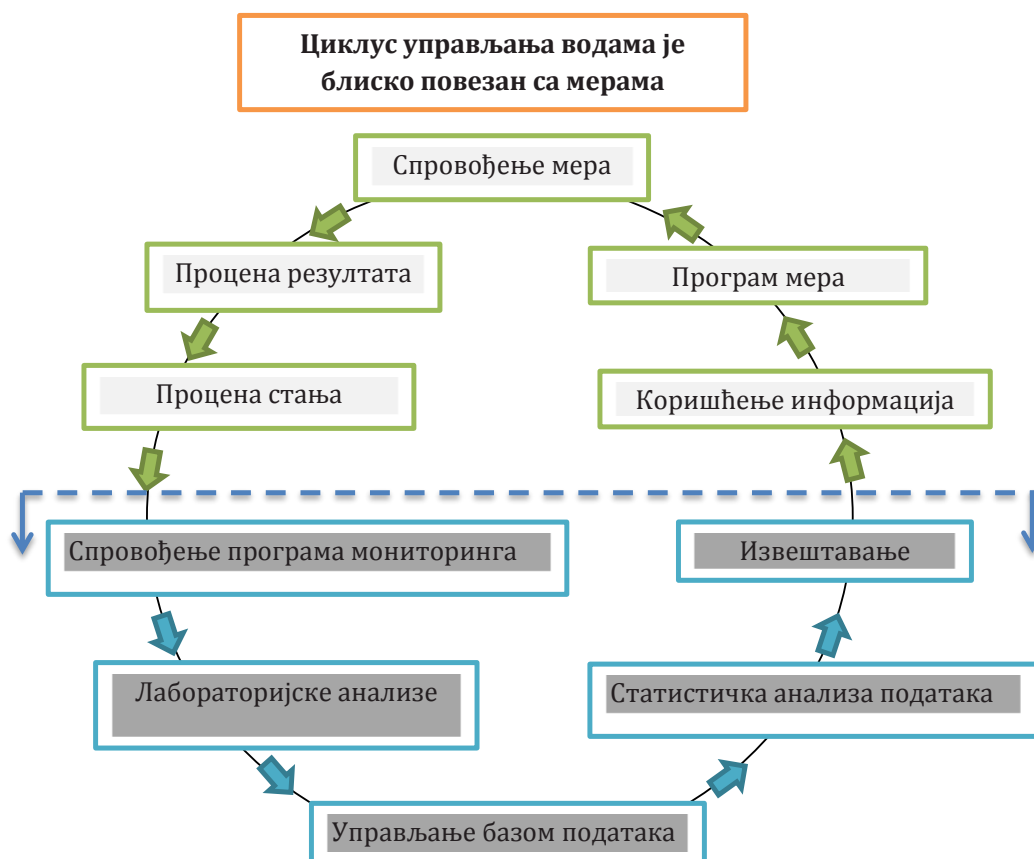 Циклус управљања водама је
блиско повезан са мерама
Спровођење мера
Процена резултата
Програм мера
Процена стања
Коришћење информација
Спровођење програма мониторинга
Извештавање
Лабораторијске анализе
Статистичка анализа података
Управљање базом података